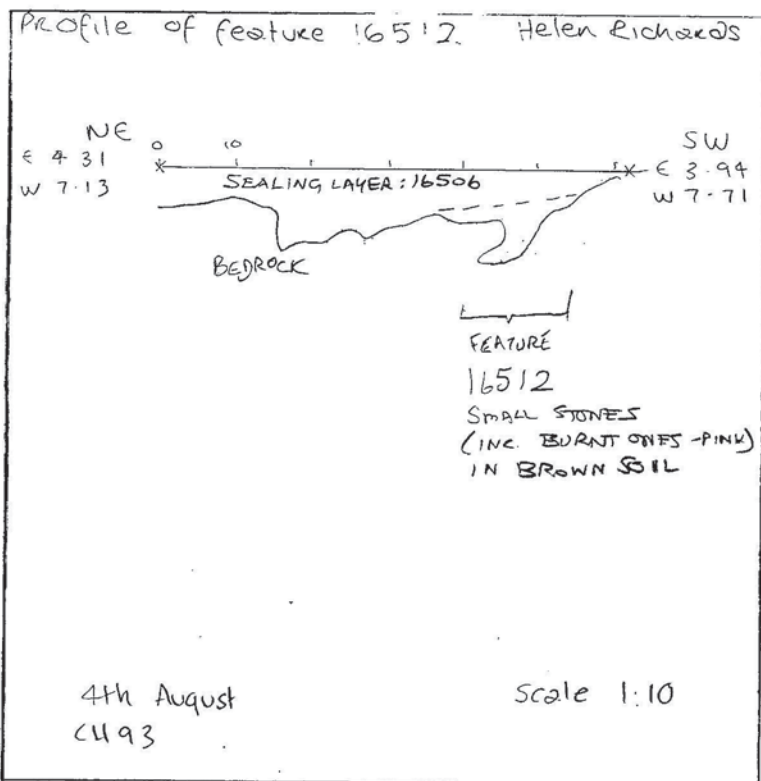 Profile of feature 16512. Helen Richards
NE
SW
0 10
E 4 31
W 7.13
E 3.94
W 7.71
SEALING LAYER: 16506
BEDROCK
FEATURE
16512
SMALL STONES
(INC. BURNT ONES - PINK)
IN BROWN SOIL
4th August
CH93
Scale 1:10